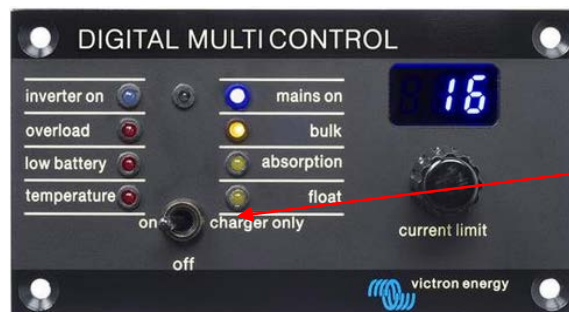 DIGITAL MULTI CONTROL
inverter on
overload
low battery
temperature
mains on
bulk
absorption
float
on
charger only
off
16
current limit
victron energy